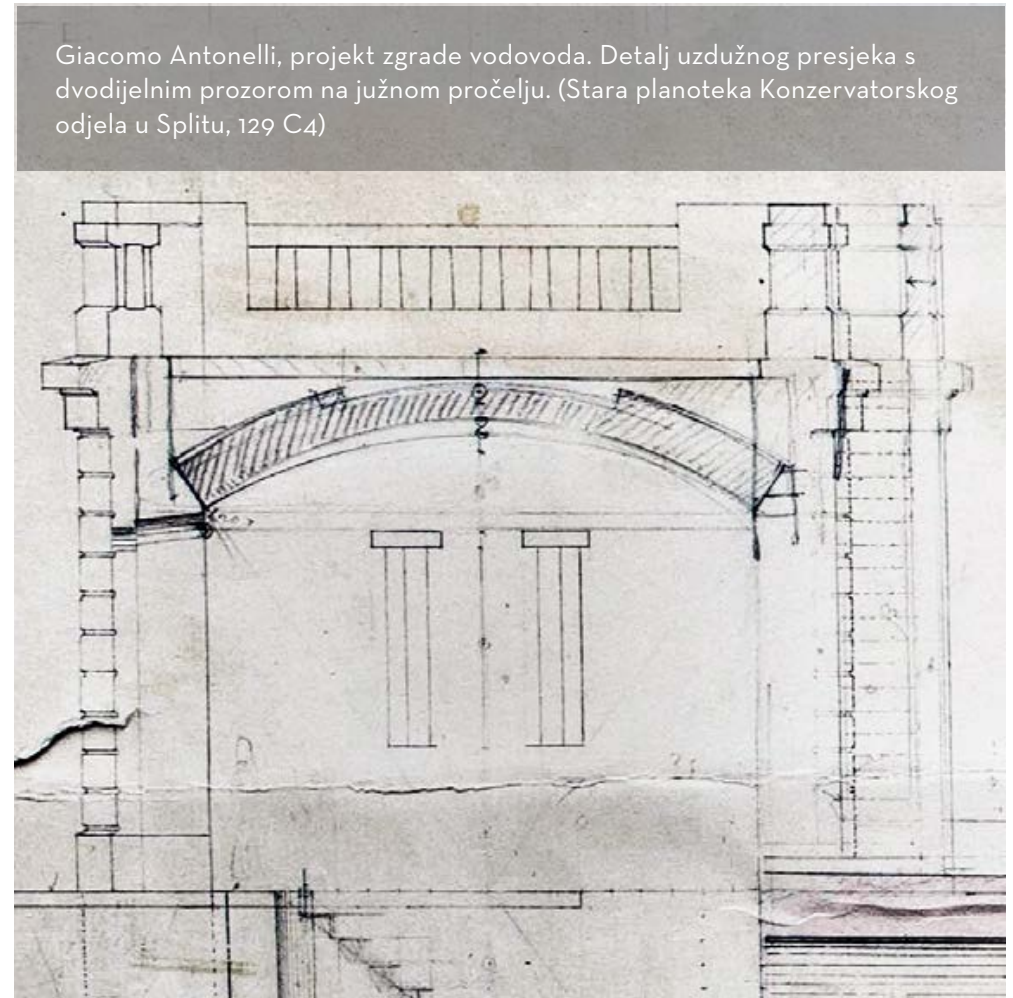 Giacomo Antonelli, projekt zgrade vodovoda. Detalj uzdužnog presjeka s
dvodijelnim prozorom na južnom pročelju. (Stara planoteka Konzervatorskog
odjela u Splitu, 129 C4)